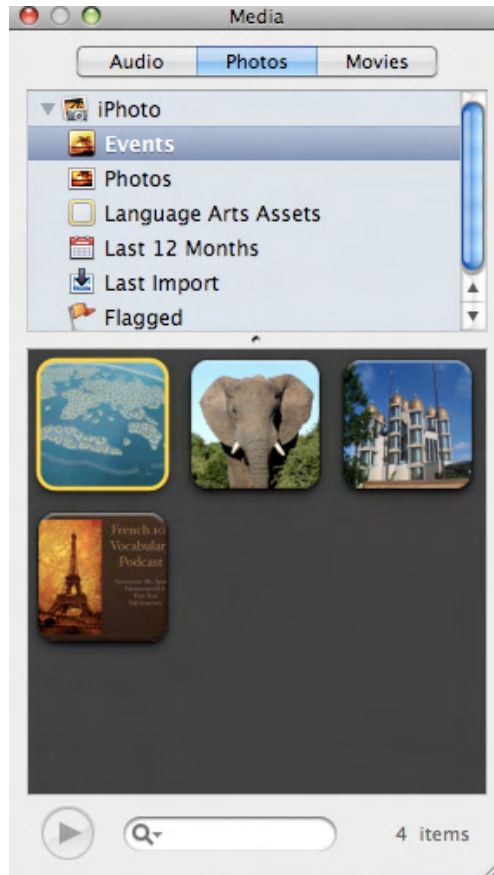 Media
Audio Photos Movies
iPhoto
Events
Photos
Language Arts Assets
Last 12 Months
Last Import
Flagged
French 10
Vocabular
Podcast
4 items